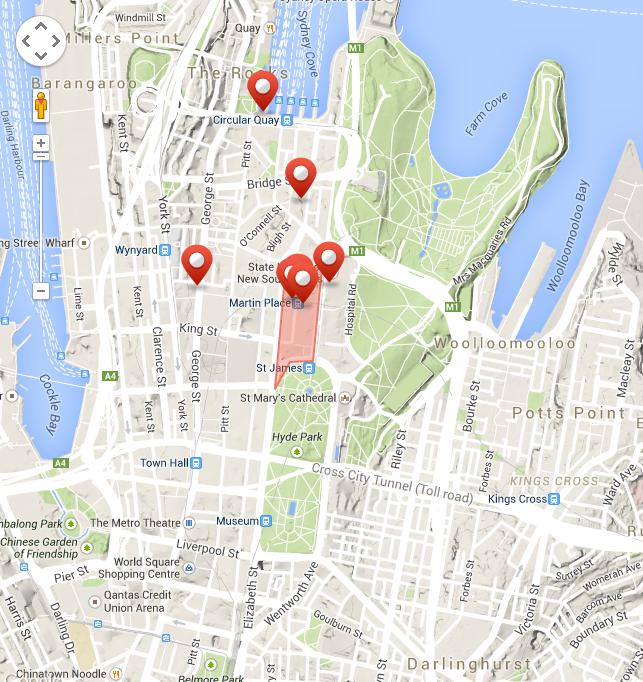 Windmill St
Quay
Sydney Cove
M1
Millers Point
The Rocks
Barangaroo
Farm Cove
Darling Harbour
Kent St
Circular Quay
Pitt St
Bridge
George St
York St
O'Connell St
Bligh St
Mrs Macquaries Rd
Woolloomooloo Bay
Wylde St
ng Street Wharf
Wynyard
M1
State
New Sou
Lime St
Kent St
Martin Place
Hospital Rd
M1
King St
Clarence St
Woolloomooloo
Macleay St
A4
St James
George St
Cockle Bay
St Mary's Cathedral
Bourke St
Potts Point
Kent St
York St
Pitt St
Hyde Park
Riley St
A4
Town Hall
Cross City Tunnel (Toll road)
Forbes St
KINGS CROSS
Kings Cross
Ward Ave
mbalong Park
The Metro Theatre
Museum
Chinese Garden
of Friendship
Liverpool St
World Square
Shopping Centre
Pier St
Elizabeth St
Wentworth Ave
Forbes St
Surrey St
Womerah Ave
Qantas Credit
Union Arena
Victoria St
Barcom Ave
Boundary St
Harris St
Darling Dr
Goulburn St
Pitt St
Darlinghurst
Chinatown Noodle
Belmore Park